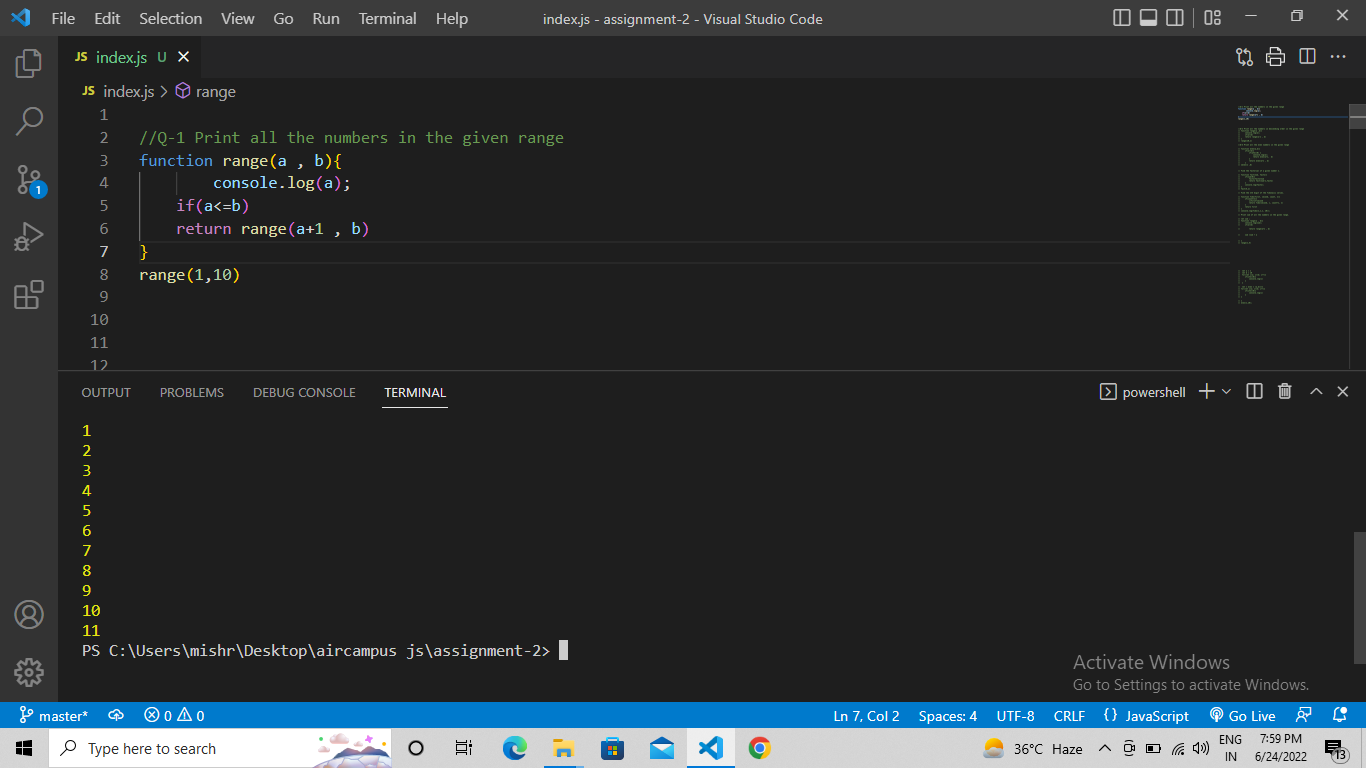 File Edit Selection View Go Run Terminal Help
index.js - assignment-2 - Visual Studio Code
JS index.js U
JS index.js > range
1
2 //Q-1 Print all the numbers in the given range
3 function range(a , b){
4 console.log(a);
5 if(a<=b)
6 return range(a+1 , b)
7 }
8 range(1,10)
9
10
11
12
1
OUTPUT PROBLEMS DEBUG CONSOLE TERMINAL
powershell
1
2
3
4
5
6
7
8
9
10
11
PS C:\Users\mishr\Desktop\aircampus js\assignment-2>
Activate Windows
Go to Settings to activate Windows.
master* 0 0
Ln 7, Col 2 Spaces: 4 UTF-8 CRLF {} JavaScript Go Live
Type here to search
36°C Haze
ENG
IN
7:59 PM
6/24/2022
13